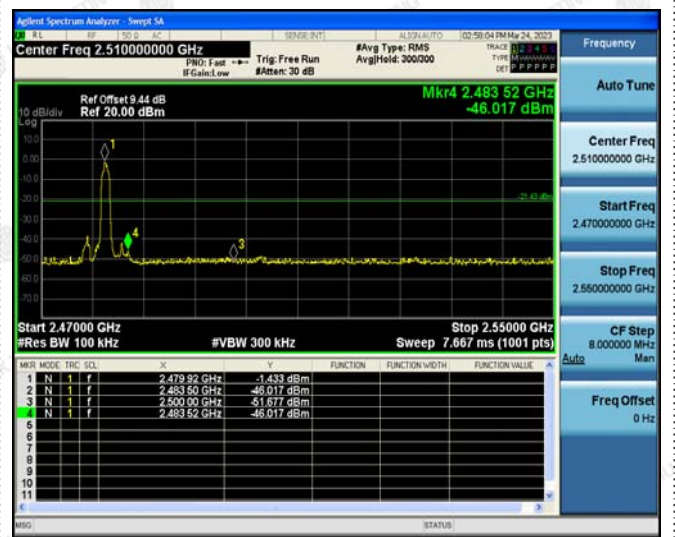 Agilent Spectrum Analyzer - Swept SA
RL RF 50 Ω AC SENSE:INT ALIGNAUTO 02:58:04 PM Mar 24, 2023
Center Freq 2.510000000 GHz
PNO: Fast
IFGain:Low
Trig: Free Run
#Atten: 30 dB
#Avg Type: RMS
Avg|Hold: 300/300
TRACE 1 2 3 4 5 6
TYPE M
DET P P P P P P
Mkr4 2.483 52 GHz
-46.017 dBm
Ref Offset 9.44 dB
Ref 20.00 dBm
10 dB/div
Log
10.0
0.00
-10.0
-20.0
-30.0
-40.0
-50.0
-60.0
-70.0
1
4
3
Start 2.47000 GHz
Stop 2.55000 GHz
#Res BW 100 kHz
#VBW 300 kHz
Sweep 7.667 ms (1001 pts)
MKR MODE TRC SCL X Y FUNCTION FUNCTION WIDTH FUNCTION VALUE
1 N 1 f 2.479 92 GHz -1.433 dBm
2 N 1 f 2.483 50 GHz -46.017 dBm
3 N 1 f 2.500 00 GHz -51.677 dBm
4 N 1 f 2.483 52 GHz -46.017 dBm
5
6
7
8
9
10
11
MSG
STATUS
Frequency
Auto Tune
Center Freq
2.510000000 GHz
Start Freq
2.470000000 GHz
Stop Freq
2.550000000 GHz
CF Step
8.000000 MHz
Auto Man
Freq Offset
0 Hz